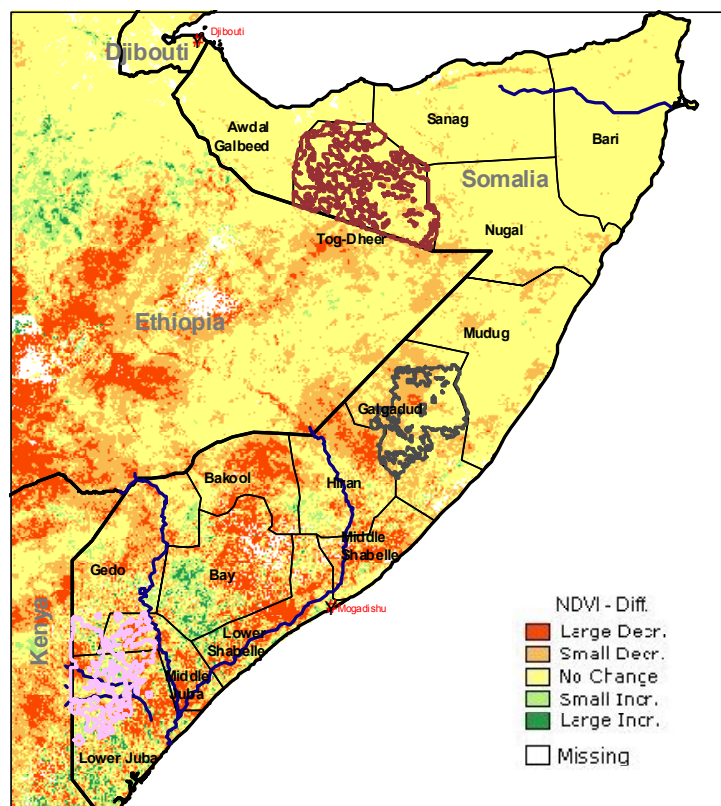 Djibouti
Djibouti
Awdal
Galbeed
Sanag
Bari
Somalia
Nugal
Tog-Dheer
Ethiopia
Mudug
Galgadud
Bakool
Hiran
Middle
Shabelle
Gedo
Bay
Mogadishu
Kenya
Lower
Shabelle
Middle
Juba
Lower Juba
NDVI - Diff.
Large Decr.
Small Decr.
No Change
Small Incr.
Large Incr.
Missing